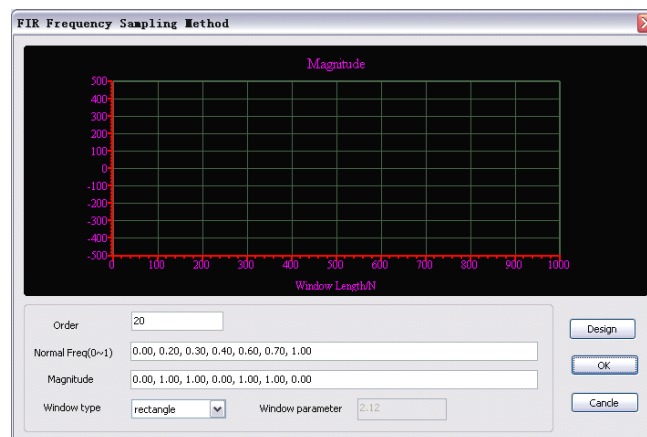 FIR Frequency Sampling Method
Magnitude
500
400
300
200
100
0
-100
-200
-300
-400
-500
0 100 200 300 400 500 600 700 800 900 1000
Window Length/N
Order 20
Design
Normal Freq(0~1) 0.00, 0.20, 0.30, 0.40, 0.60, 0.70, 1.00
OK
Magnitude 0.00, 1.00, 1.00, 0.00, 1.00, 1.00, 0.00
Window type rectangle Window parameter 2.12
Cancle